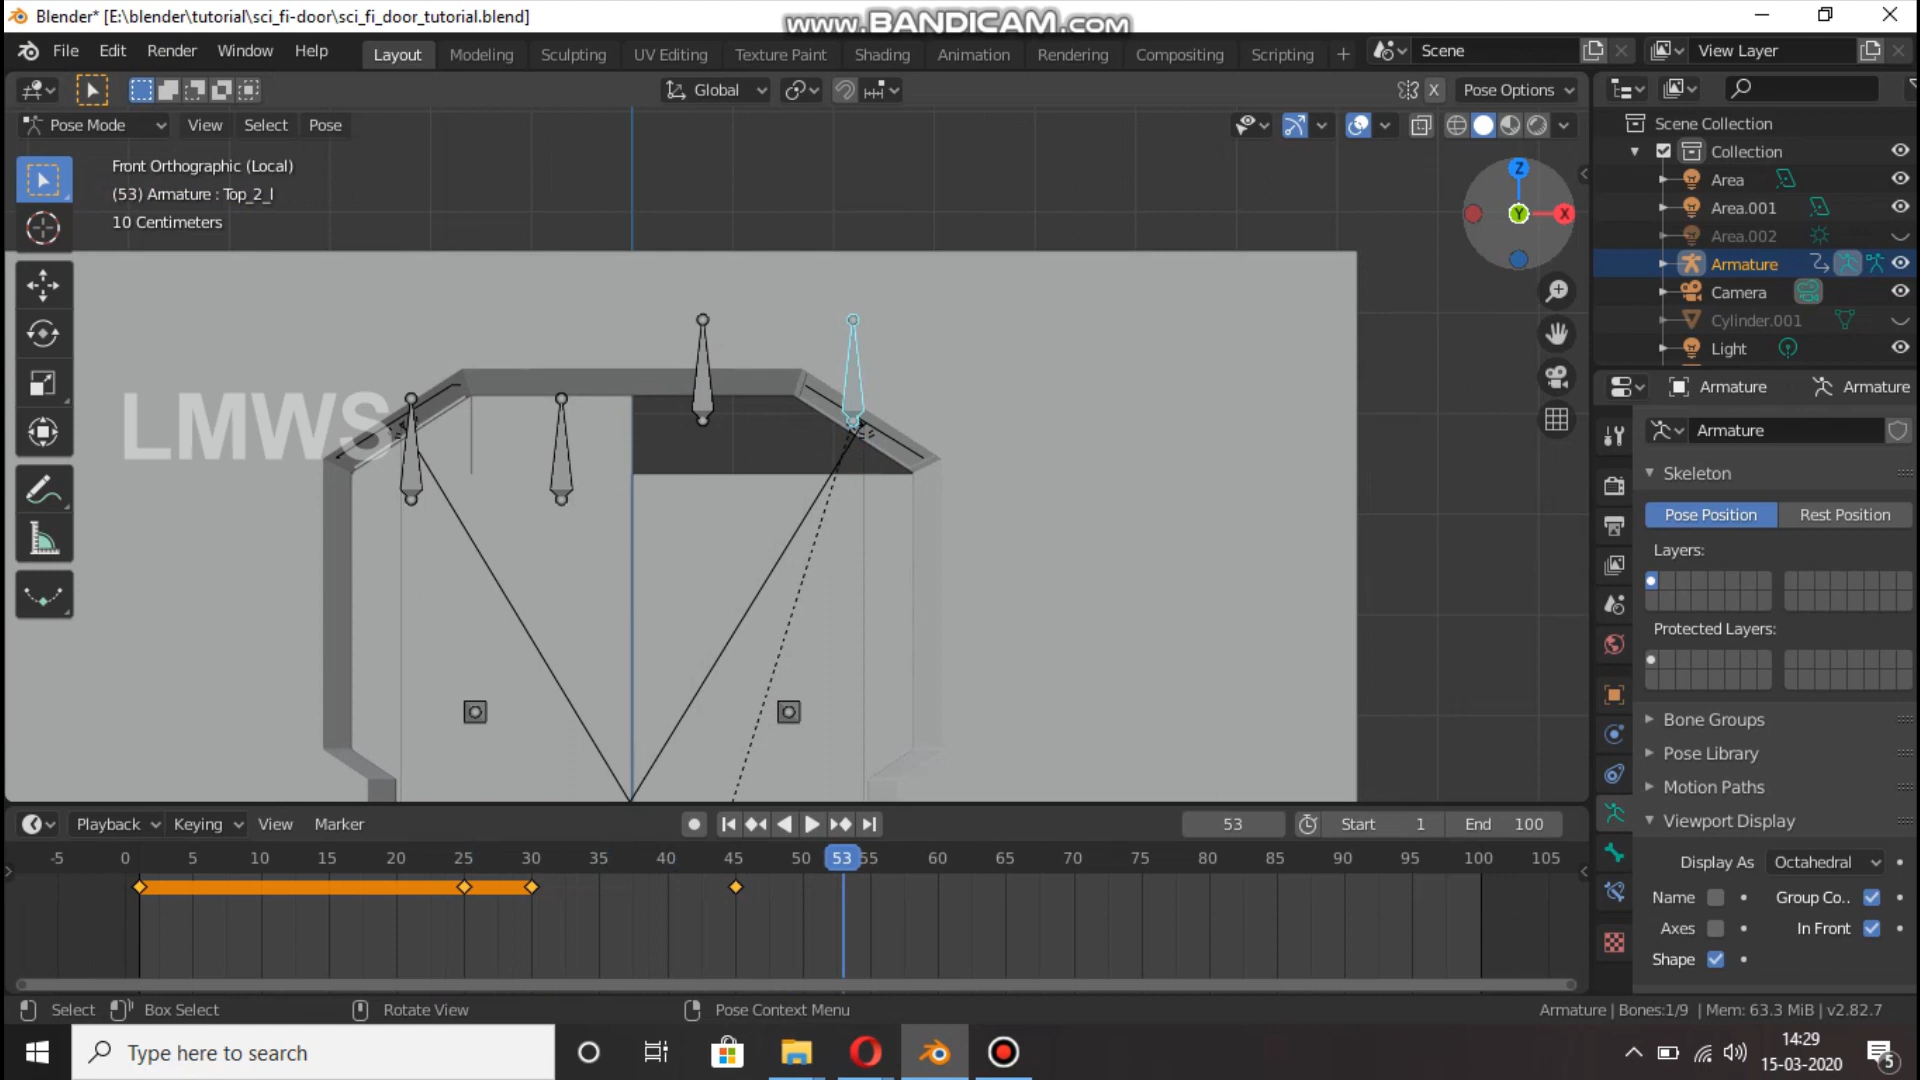 Blender* [E:\blender\tutorial\sci_fi-door\sci_fi_door_tutorial.blend]
www.BANDICAM.com
File Edit Render Window Help
Layout Modeling Sculpting UV Editing Texture Paint Shading Animation Rendering Compositing Scripting +
Scene
View Layer
Global
X
Pose Options
Pose Mode View Select Pose
Scene Collection
Collection
Area
Area.001
Area.002
Armature
Camera
Cylinder.001
Light
Front Orthographic (Local)
(53) Armature : Top_2_l
10 Centimeters
Z
Y
X
LMWS
Armature
Armature
Armature
Skeleton
Pose Position Rest Position
Layers:
Protected Layers:
Bone Groups
Pose Library
Motion Paths
Viewport Display
Display As Octahedral
Name Group Co..
Axes In Front
Shape
Playback Keying View Marker
53
Start 1
End 100
-5 0 5 10 15 20 25 30 35 40 45 50 53 55 60 65 70 75 80 85 90 95 100 105
Select Box Select Rotate View Pose Context Menu
Armature | Bones:1/9 | Mem: 63.3 MiB | v2.82.7
Type here to search
14:29
15-03-2020
5